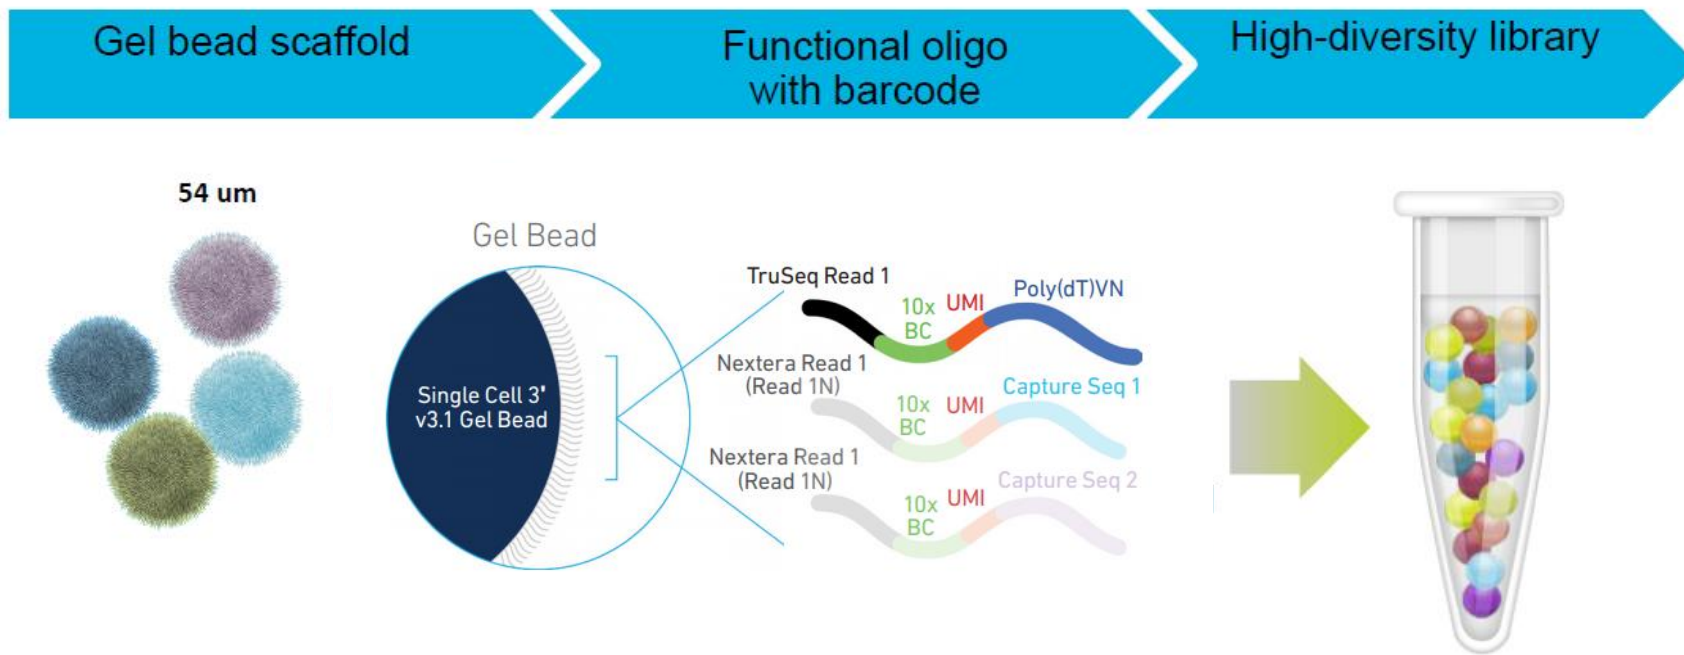 Gel bead scaffold
Functional oligo
with barcode
High-diversity library
54 um
Gel Bead
Single Cell 3'
v3.1 Gel Bead
TruSeq Read 1
10x
BC
UMI
Poly(dT)VN
Nextera Read 1
(Read 1N)
10x
BC
UMI
Capture Seq 1
Nextera Read 1
(Read 1N)
10x
BC
UMI
Capture Seq 2